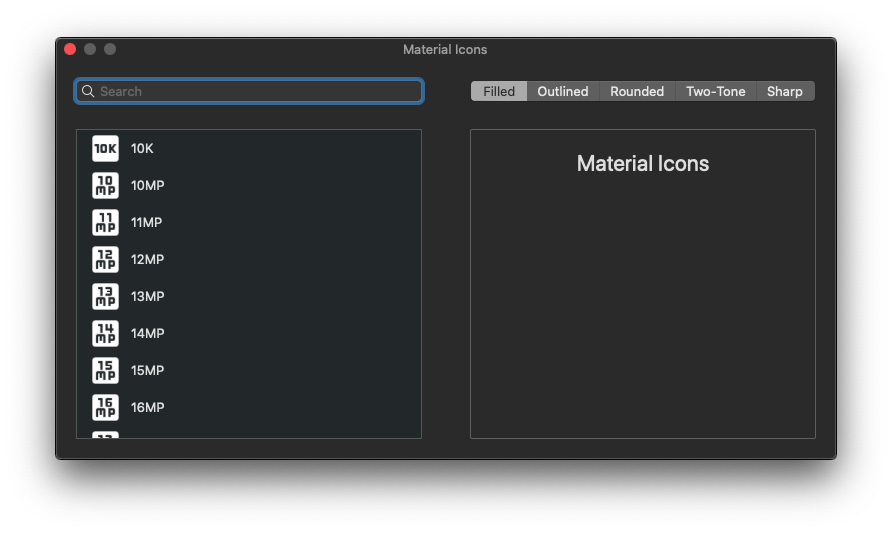 Material Icons
Search
Filled Outlined Rounded Two-Tone Sharp
10K 10K
10 MP 10MP
11 MP 11MP
12 MP 12MP
13 MP 13MP
14 MP 14MP
15 MP 15MP
16 MP 16MP
Material Icons